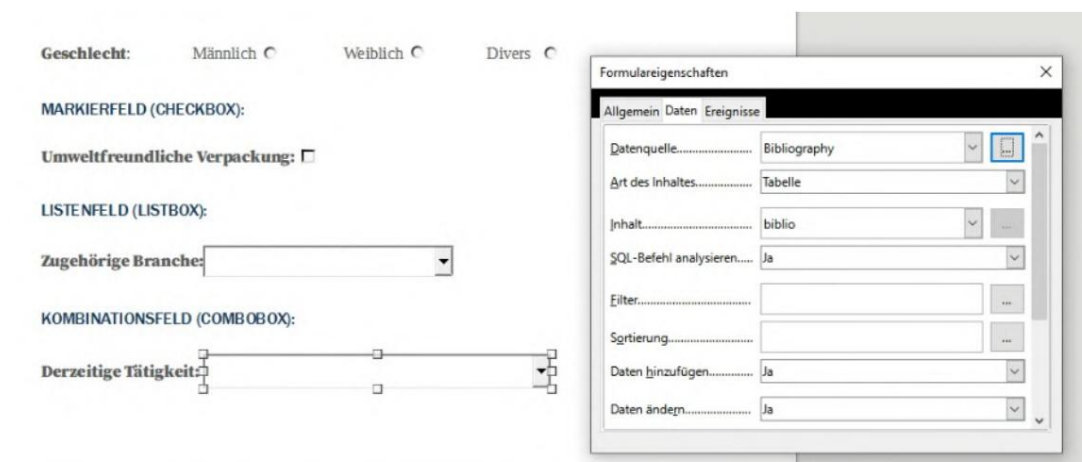 Geschlecht: Männlich Weiblich Divers
MARKIERFELD (CHECKBOX):
Umweltfreundliche Verpackung:
LISTENFELD (LISTBOX):
Zugehörige Branche:
KOMBINATIONSFELD (COMBOBOX):
Derzeitige Tätigkeit:
Formulareigenschaften
Allgemein Daten Ereignisse
Datenquelle........................ Bibliography ...
Art des Inhaltes................. Tabelle
Inhalt................................. biblio ...
SQL-Befehl analysieren..... Ja
Filter................................... ...
Sortierung.......................... ...
Daten hinzufügen.............. Ja
Daten ändern..................... Ja